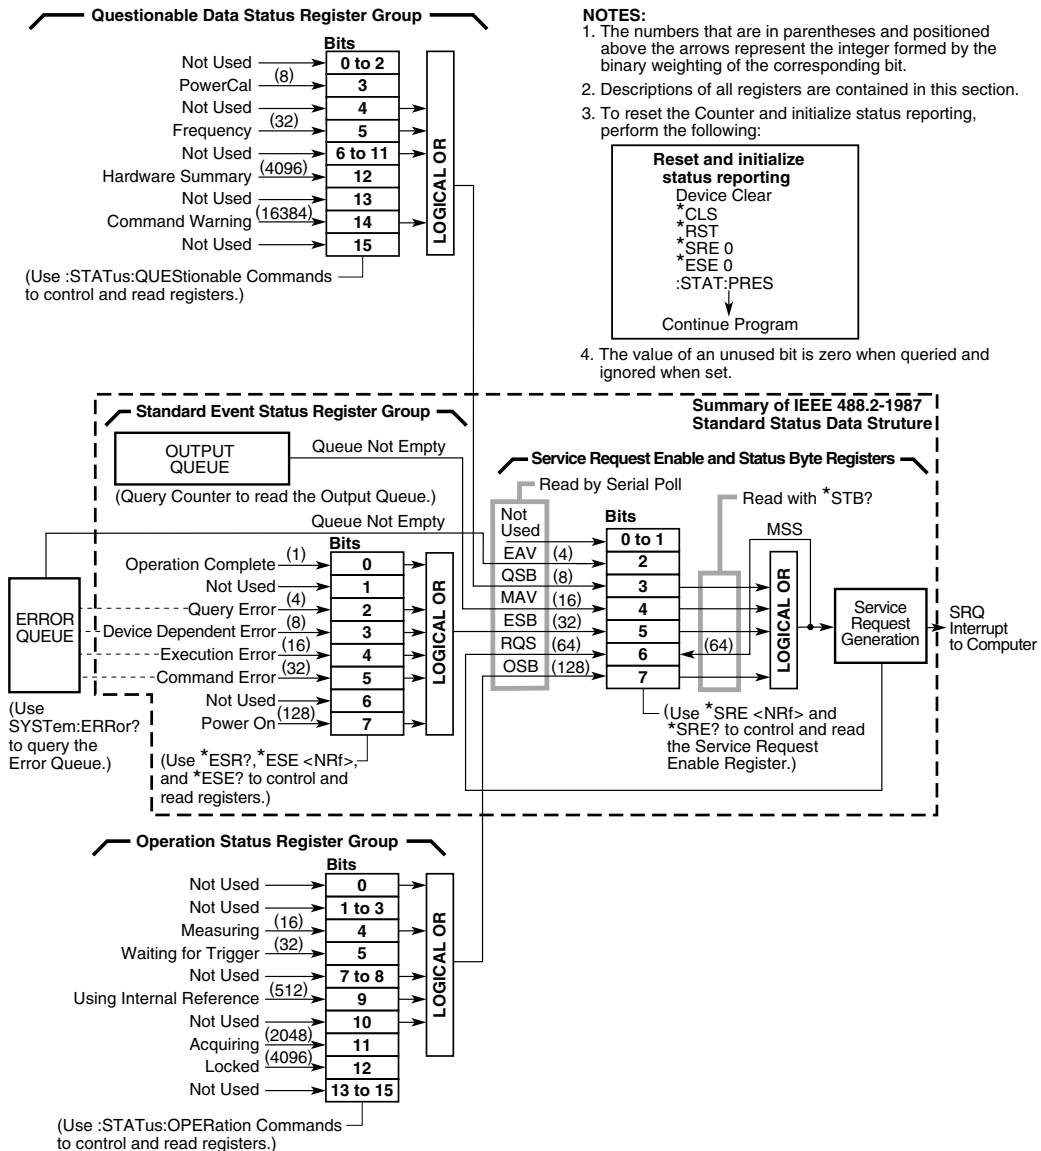 Questionable Data Status Register Group
Bits
Not Used
0 to 2
PowerCal
(8)
3
Not Used
4
Frequency
(32)
5
Not Used
6 to 11
Hardware Summary
(4096)
12
Not Used
13
Command Warning
(16384)
14
Not Used
15
LOGICAL OR
(Use :STATus:QUEStionable Commands
to control and read registers.)
NOTES:
1. The numbers that are in parentheses and positioned
above the arrows represent the integer formed by the
binary weighting of the corresponding bit.
2. Descriptions of all registers are contained in this section.
3. To reset the Counter and initialize status reporting,
perform the following:
Reset and initialize
status reporting
Device Clear
*CLS
*RST
*SRE 0
*ESE 0
:STAT:PRES
Continue Program
4. The value of an unused bit is zero when queried and
ignored when set.
Summary of IEEE 488.2-1987
Standard Status Data Struture
Standard Event Status Register Group
OUTPUT
QUEUE
Queue Not Empty
(Query Counter to read the Output Queue.)
Queue Not Empty
Bits
Operation Complete
(1)
0
Not Used
1
Query Error
(4)
2
Device Dependent Error
(8)
3
Execution Error
(16)
4
Command Error
(32)
5
Not Used
6
Power On
(128)
7
LOGICAL OR
ERROR
QUEUE
(Use
SYSTem:ERRor?
to query the
Error Queue.)
(Use *ESR?,*ESE <NRf>,
and *ESE? to control and
read registers.)
Service Request Enable and Status Byte Registers
Read by Serial Poll
Read with *STB?
Not
Used
Bits
0 to 1
EAV
(4)
2
QSB
(8)
3
MAV
(16)
4
ESB
(32)
5
RQS
(64)
6
OSB
(128)
7
(64)
MSS
LOGICAL OR
Service
Request
Generation
SRQ
Interrupt
to Computer
(Use *SRE <NRf> and
*SRE? to control and read
the Service Request
Enable Register.)
Operation Status Register Group
Bits
Not Used
0
Not Used
1 to 3
Measuring
(16)
4
Waiting for Trigger
(32)
5
Not Used
7 to 8
Using Internal Reference
(512)
9
Not Used
10
Acquiring
(2048)
11
Locked
(4096)
12
Not Used
13 to 15
LOGICAL OR
(Use :STATus:OPERation Commands
to control and read registers.)